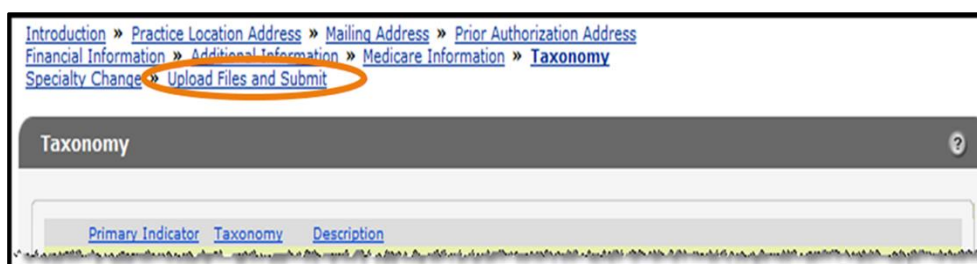 Introduction » Practice Location Address » Mailing Address » Prior Authorization Address
Financial Information » Additional Information » Medicare Information » Taxonomy
Specialty Change » Upload Files and Submit
Taxonomy ?
Primary Indicator Taxonomy Description